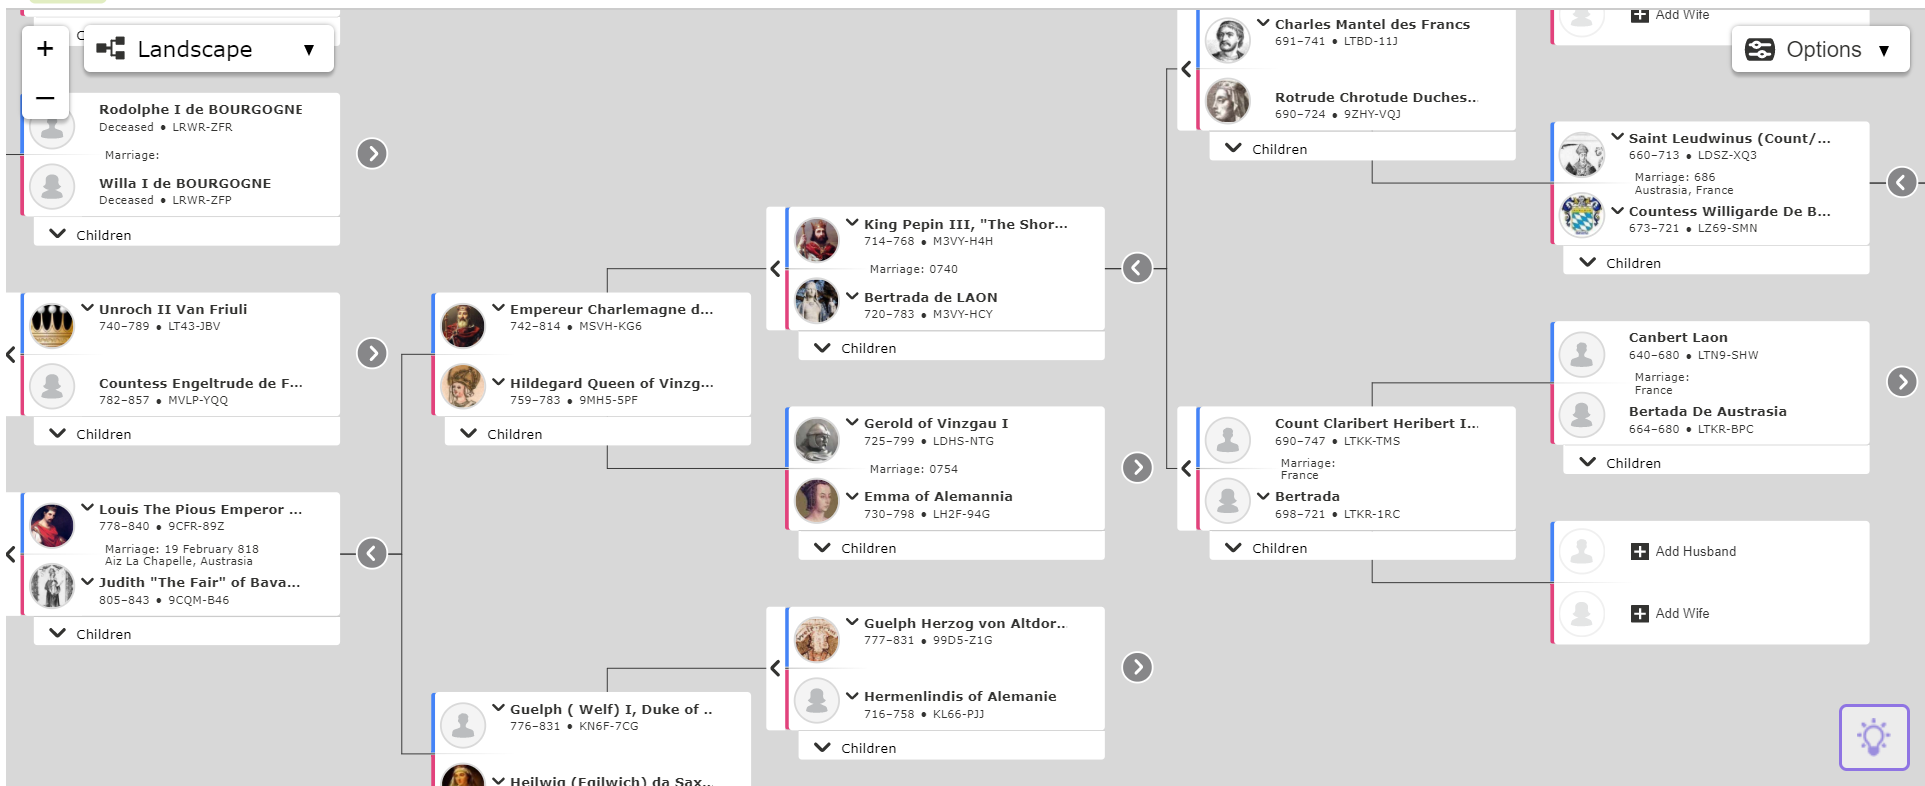 C
+
Landscape
–
Rodolphe I de BOURGOGNE
Deceased • LRWR-ZFR
Marriage:
Willa I de BOURGOGNE
Deceased • LRWR-ZFP
Children
Unroch II Van Friuli
740–789 • LT43-JBV
Countess Engeltrude de F...
782–857 • MVLP-YQQ
Children
Louis The Pious Emperor ...
778–840 • 9CFR-89Z
Marriage: 19 February 818
Aiz La Chapelle, Austrasia
Judith "The Fair" of Bava...
805–843 • 9CQM-B46
Children
Empereur Charlemagne d...
742–814 • MSVH-KG6
Hildegard Queen of Vinzg...
759–783 • 9MH5-5PF
Children
Guelph ( Welf) I, Duke of ..
776–831 • KN6F-7CG
Heilwig (Egilwich) da Sax..
King Pepin III, "The Shor...
714–768 • M3VY-H4H
Marriage: 0740
Bertrada de LAON
720–783 • M3VY-HCY
Children
Gerold of Vinzgau I
725–799 • LDHS-NTG
Marriage: 0754
Emma of Alemannia
730–798 • LH2F-94G
Children
Guelph Herzog von Altdor..
777–831 • 99D5-Z1G
Hermenlindis of Alemanie
716–758 • KL66-PJJ
Children
Charles Mantel des Francs
691–741 • LTBD-11J
Rotrude Chrotude Duches..
690–724 • 9ZHY-VQJ
Children
Count Claribert Heribert I...
690–747 • LTKK-TMS
Marriage:
France
Bertrada
698–721 • LTKR-1RC
Children
Add Wife
Options
Saint Leudwinus (Count/...
660–713 • LDSZ-XQ3
Marriage: 686
Austrasia, France
Countess Willigarde De B...
673–721 • LZ69-SMN
Children
Canbert Laon
640–680 • LTN9-SHW
Marriage:
France
Bertada De Austrasia
664–680 • LTKR-BPC
Children
Add Husband
Add Wife